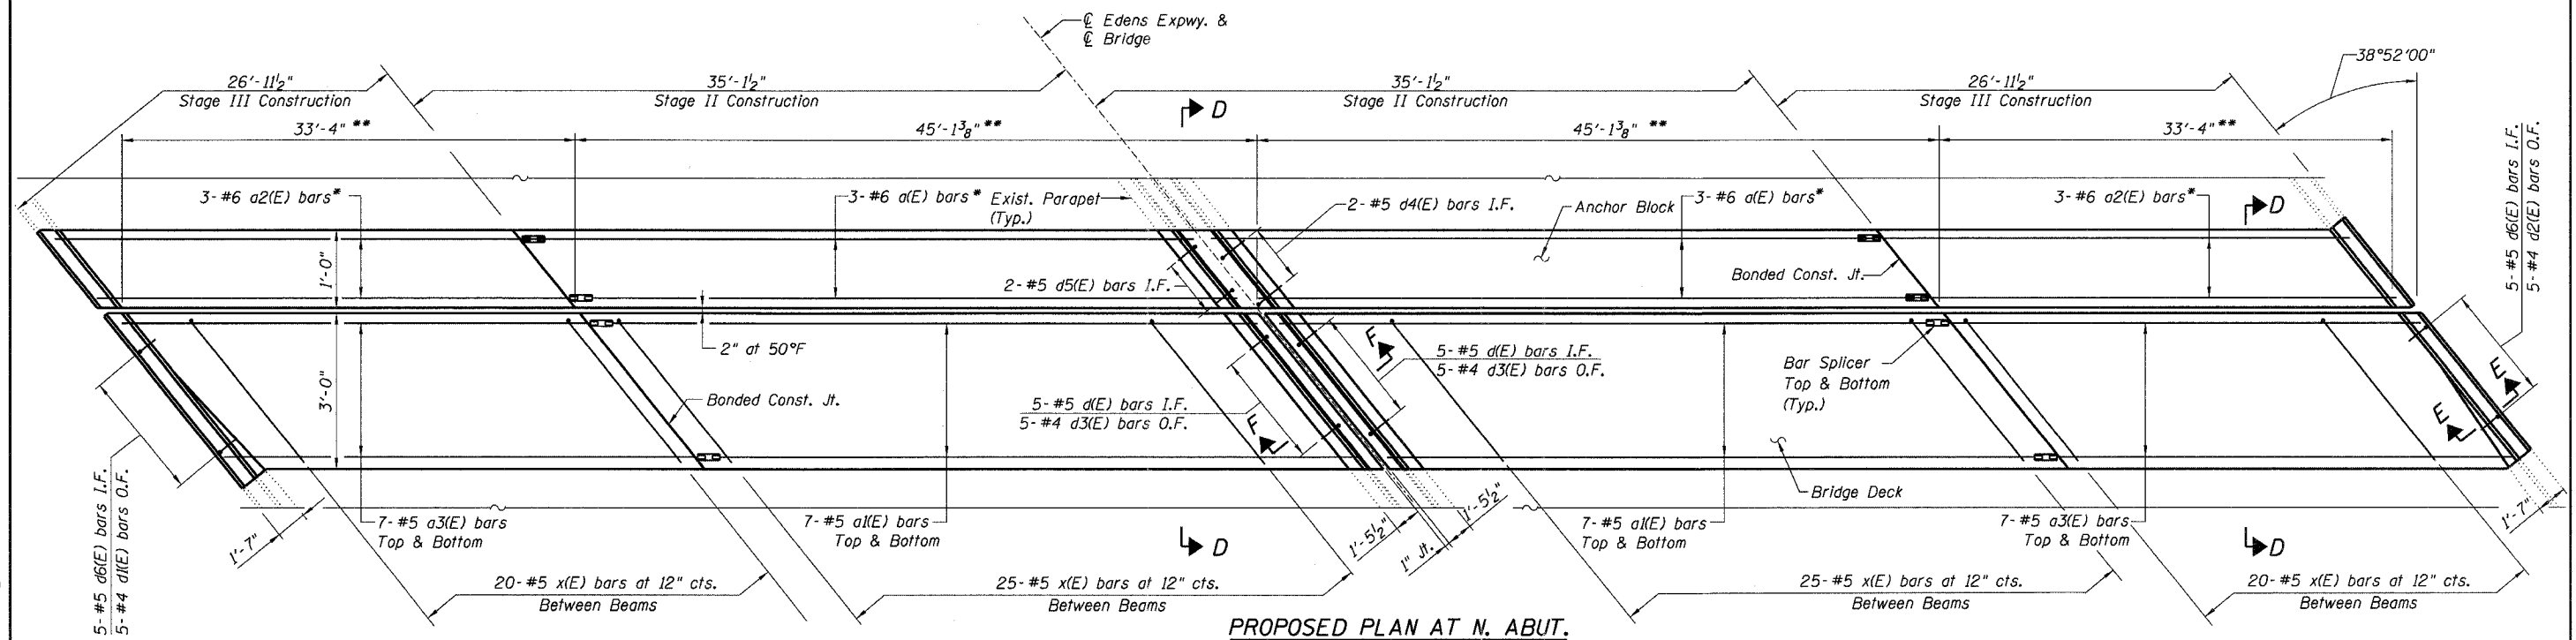 ℄ Edens Expwy. &
℄ Bridge
38°52'00"
26'-11½"
Stage III Construction
35'-1½"
Stage II Construction
35'-1½"
Stage II Construction
26'-11½"
Stage III Construction
D
33'-4" **
45'-1⅜" **
45'-1⅜" **
33'-4" **
5-#5 d6(E) bars I.F.
5-#4 d2(E) bars O.F.
3-#6 a2(E) bars*
3-#6 a(E) bars*
Exist. Parapet
(Typ.)
2-#5 d4(E) bars I.F.
Anchor Block
3-#6 a(E) bars*
3-#6 a2(E) bars*
D
1'-0"
2-#5 d5(E) bars I.F.
Bonded Const. Jt.
2" at 50°F
3'-0"
F
5-#5 d(E) bars I.F.
5-#4 d3(E) bars O.F.
Bar Splicer
Top & Bottom
(Typ.)
E
Bonded Const. Jt.
5-#5 d(E) bars I.F.
5-#4 d3(E) bars O.F.
F
E
5-#5 d6(E) bars I.F.
5-#4 d1(E) bars O.F.
1'-7"
7-#5 a3(E) bars
Top & Bottom
7-#5 a1(E) bars
Top & Bottom
D
1'-5½"
1" Jt.
1'-5½"
Bridge Deck
7-#5 a1(E) bars
Top & Bottom
7-#5 a3(E) bars
Top & Bottom
D
1'-7"
20-#5 x(E) bars at 12" cts.
Between Beams
25-#5 x(E) bars at 12" cts.
Between Beams
25-#5 x(E) bars at 12" cts.
Between Beams
20-#5 x(E) bars at 12" cts.
Between Beams
PROPOSED PLAN AT N. ABUT.